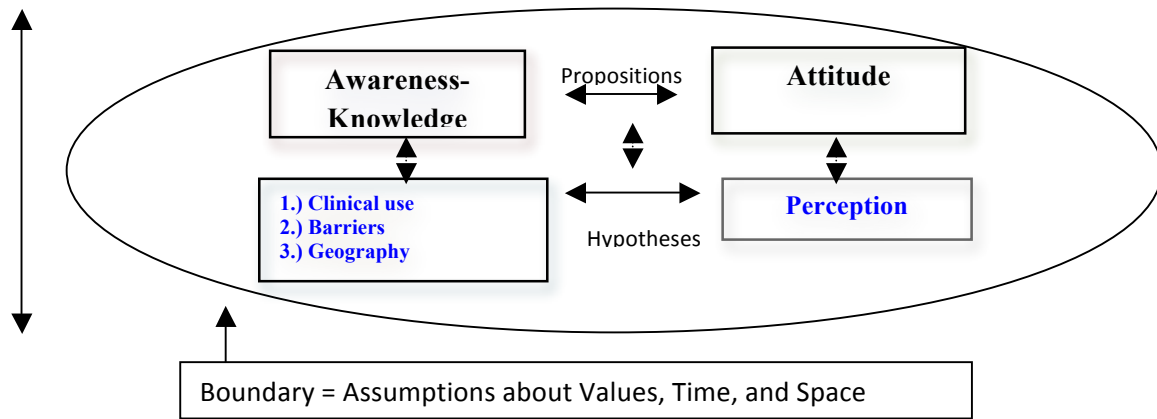 Awareness-
Knowledge
Propositions
Attitude
1.) Clinical use
2.) Barriers
3.) Geography
Hypotheses
Perception
Boundary = Assumptions about Values, Time, and Space